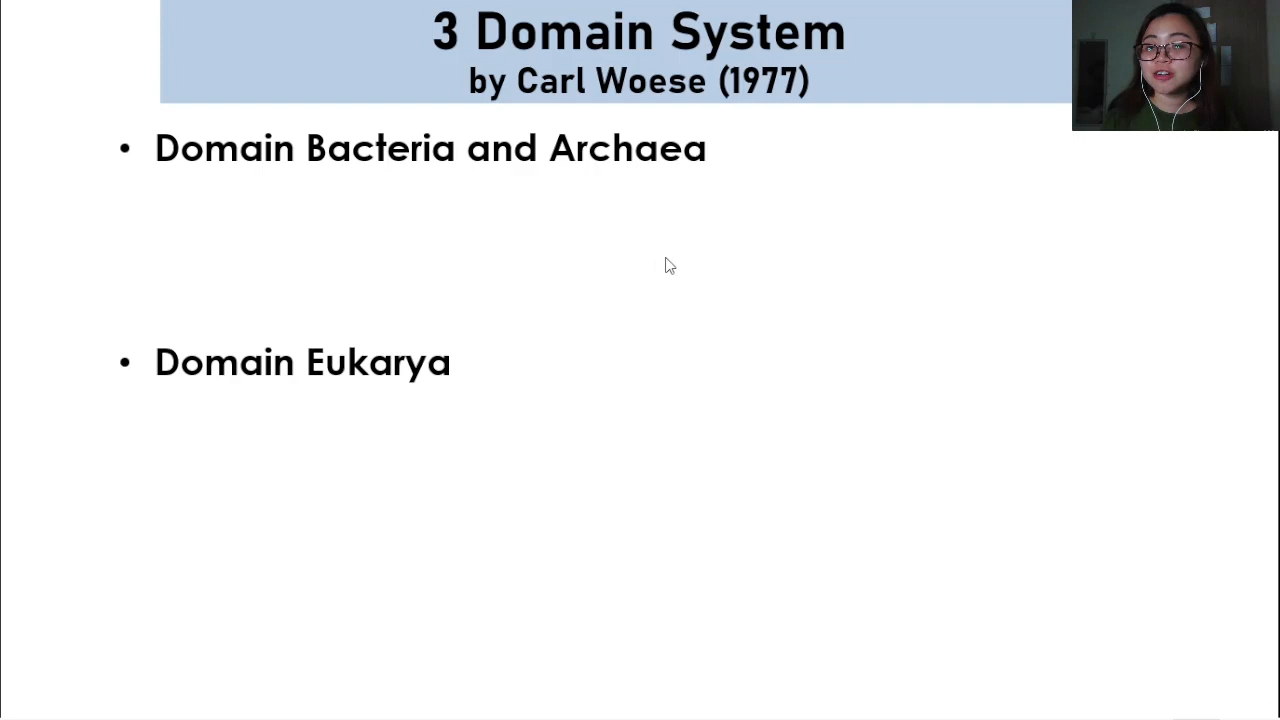 3 Domain System
by Carl Woese (1977)
• Domain Bacteria and Archaea
• Domain Eukarya